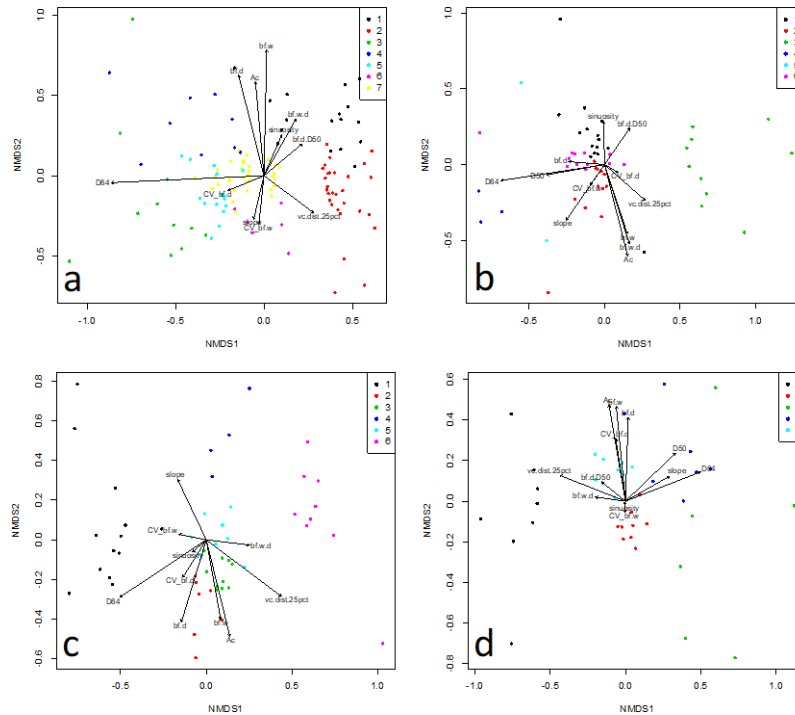 NMDS2
1.0
0.5
0.0
-0.5
bf.w
bf.d
Ac
bf.w.d
sinuosity
bf.d.D50
D84
CV_bf.d
slope
CV_bf.w
vc.dist.25pct
1
2
3
4
5
6
7
a
-1.0
-0.5
0.0
0.5
NMDS1
NMDS2
1.0
0.5
0.0
-0.5
sinuosity
bf.d.D50
bf.d
D84
D50
CV_bf.d
CV_bf.w
vc.dist.25pct
slope
bf.w
bf.w.d
Ac
b
-0.5
0.0
0.5
1.0
NMDS1
NMDS2
0.8
0.6
0.4
0.2
0.0
-0.2
-0.4
-0.6
slope
CV_bf.w
bf.w.d
sinuosity
CV_bf.d
D84
vc.dist.25pct
bf.d
bf.w
Ac
1
2
3
4
5
6
c
-0.5
0.0
0.5
1.0
NMDS1
NMDS2
0.6
0.4
0.2
0.0
-0.2
-0.4
-0.6
-0.8
Ac
bf.w
bf.d
CV_bf.d
D50
vc.dist.25pct
bf.d.D50
slope
D84
bf.w.d
sinuosity
CV_bf.w
d
-1.0
-0.5
0.0
0.5
1.0
NMDS1